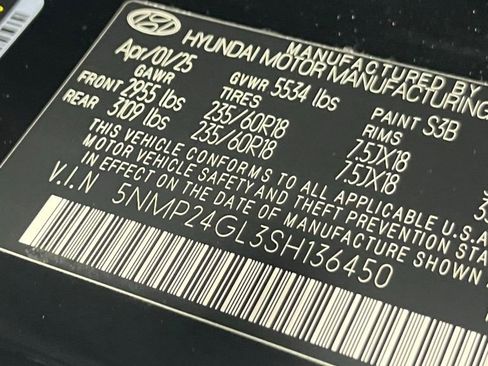 MANUFACTURED BY
HYUNDAI MOTOR MANUFACTURING
Apr/01/25
GVWR 5534 lbs
PAINT S3B
GAWR TIRES RIMS
FRONT 2955 lbs 235/60R18 7.5JX18
REAR 3109 lbs 235/60R18 7.5JX18
THIS VEHICLE CONFORMS TO ALL APPLICABLE U.S.A
MOTOR VEHICLE SAFETY AND THEFT PREVENTION STA
IN EFFECT ON THE DATE OF MANUFACTURE SHOWN
V.I.N 5NMP24GL3SH136450